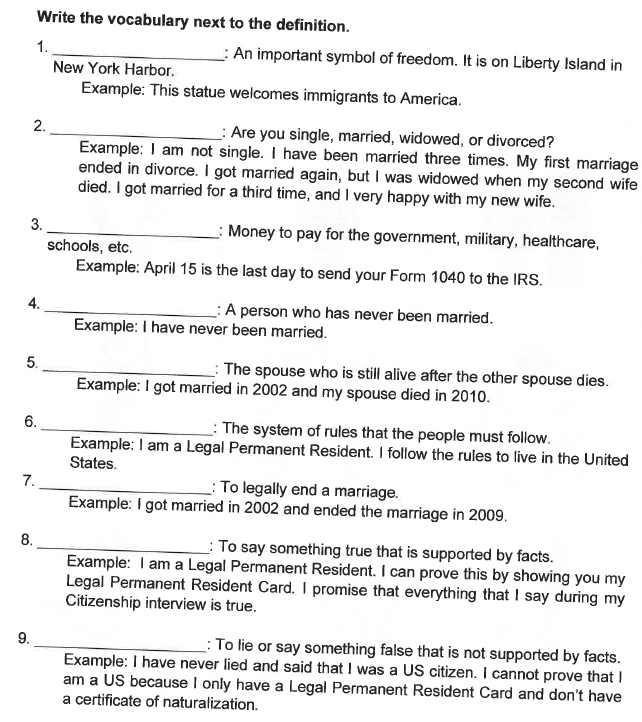 Write the vocabulary next to the definition.
1. ____________________: An important symbol of freedom. It is on Liberty Island in
New York Harbor.
Example: This statue welcomes immigrants to America.
2. ____________________: Are you single, married, widowed, or divorced?
Example: I am not single. I have been married three times. My first marriage
ended in divorce. I got married again, but I was widowed when my second wife
died. I got married for a third time, and I very happy with my new wife.
3. ____________________: Money to pay for the government, military, healthcare,
schools, etc.
Example: April 15 is the last day to send your Form 1040 to the IRS.
4. ____________________: A person who has never been married.
Example: I have never been married.
5. ____________________: The spouse who is still alive after the other spouse dies.
Example: I got married in 2002 and my spouse died in 2010.
6. ____________________: The system of rules that the people must follow.
Example: I am a Legal Permanent Resident. I follow the rules to live in the United
States.
7. ____________________: To legally end a marriage.
Example: I got married in 2002 and ended the marriage in 2009.
8. ____________________: To say something true that is supported by facts.
Example: I am a Legal Permanent Resident. I can prove this by showing you my
Legal Permanent Resident Card. I promise that everything that I say during my
Citizenship interview is true.
9. ____________________: To lie or say something false that is not supported by facts.
Example: I have never lied and said that I was a US citizen. I cannot prove that I
am a US because I only have a Legal Permanent Resident Card and don't have
a certificate of naturalization.